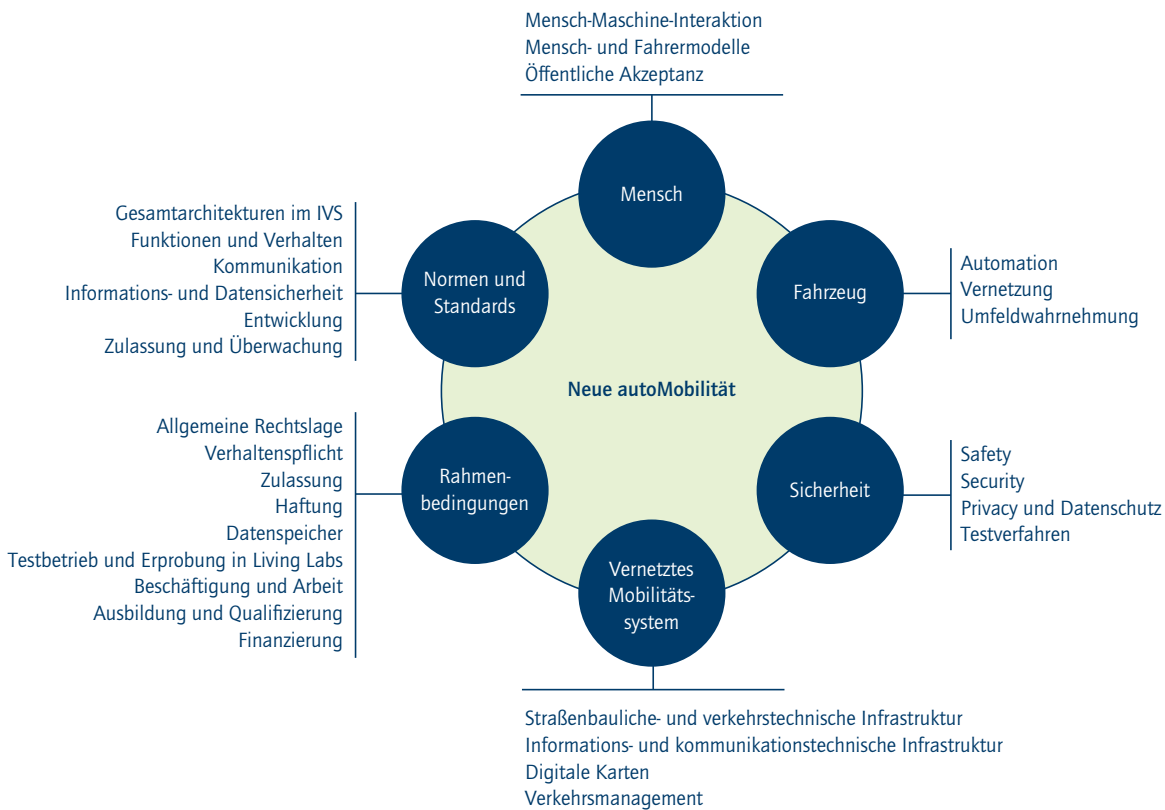 Mensch-Maschine-Interaktion
Mensch- und Fahrermodelle
Öffentliche Akzeptanz
Mensch
Gesamtarchitekturen im IVS
Funktionen und Verhalten
Kommunikation
Informations- und Datensicherheit
Entwicklung
Zulassung und Überwachung
Normen und
Standards
Fahrzeug
Automation
Vernetzung
Umfeldwahrnehmung
Neue autoMobilität
Allgemeine Rechtslage
Verhaltenspflicht
Zulassung
Haftung
Datenspeicher
Testbetrieb und Erprobung in Living Labs
Beschäftigung und Arbeit
Ausbildung und Qualifizierung
Finanzierung
Rahmen-
bedingungen
Sicherheit
Safety
Security
Privacy und Datenschutz
Testverfahren
Vernetztes
Mobilitäts-
system
Straßenbauliche- und verkehrstechnische Infrastruktur
Informations- und kommunikationstechnische Infrastruktur
Digitale Karten
Verkehrsmanagement